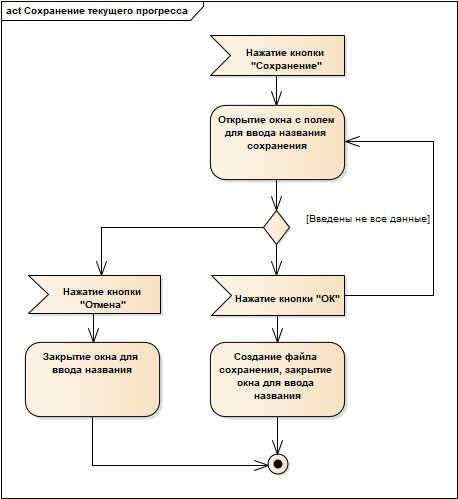 act Сохранение текущего прогресса
Нажатие кнопки
"Сохранение"
Открытие окна с полем
для ввода названия
сохранения
[Введены не все данные]
Нажатие кнопки
"Отмена"
Нажатие кнопки "ОК"
Закрытие окна для
ввода названия
Создание файла
сохранения, закрытие
окна для ввода
названия